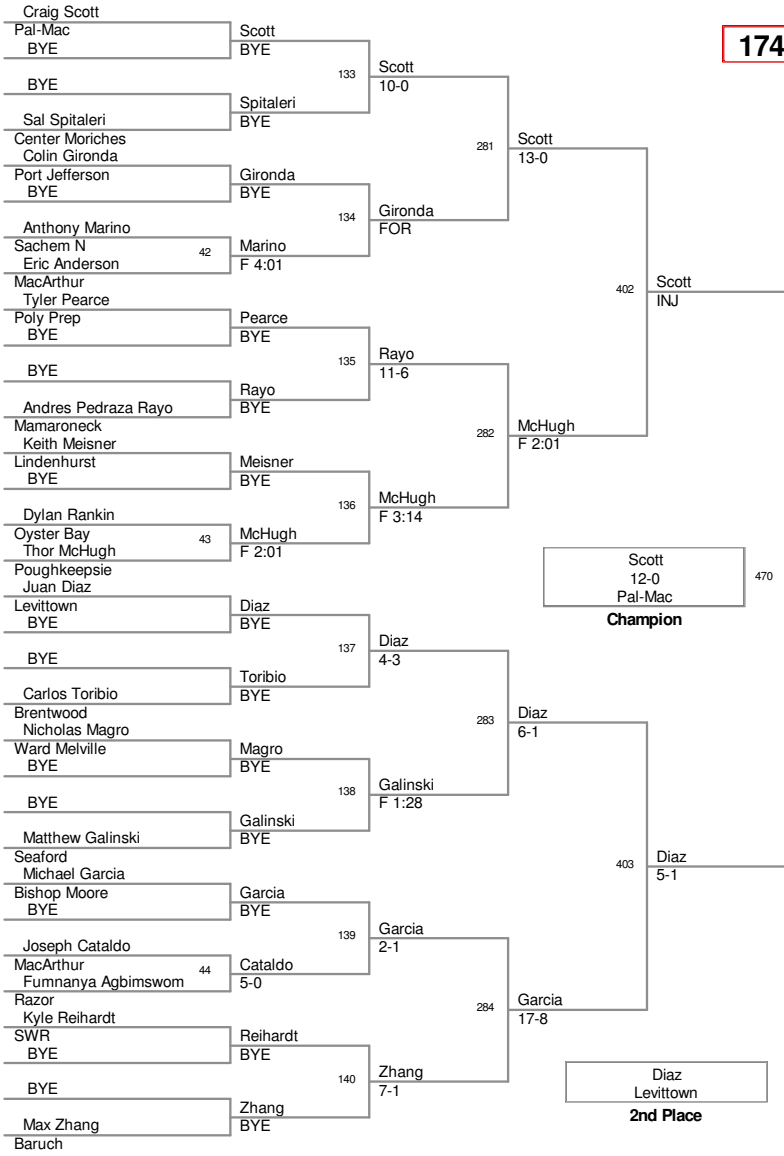 Craig Scott
Pal-Mac
BYE
BYE
Sal Spitaleri
Center Moriches
Colin Gironda
Port Jefferson
BYE
Anthony Marino
Sachem N
42
Eric Anderson
MacArthur
Tyler Pearce
Poly Prep
BYE
BYE
Andres Pedraza Rayo
Mamaroneck
Keith Meisner
Lindenhurst
BYE
Dylan Rankin
Oyster Bay
43
Thor McHugh
Poughkeepsie
Juan Diaz
Levittown
BYE
BYE
Carlos Toribio
Brentwood
Nicholas Magro
Ward Melville
BYE
BYE
Matthew Galinski
Seaford
Michael Garcia
Bishop Moore
BYE
Joseph Cataldo
MacArthur
44
Fumnanya Agbimswom
Razor
Kyle Reihardt
SWR
BYE
BYE
Max Zhang
Baruch
Scott
BYE
133
Spitaleri
BYE
Gironda
BYE
134
Marino
F 4:01
Pearce
BYE
135
Rayo
BYE
Meisner
BYE
136
McHugh
F 2:01
Diaz
BYE
137
Toribio
BYE
Magro
BYE
138
Galinski
BYE
Garcia
BYE
139
Cataldo
5-0
Reihardt
BYE
140
Zhang
BYE
Scott
10-0
281
Gironda
FOR
Rayo
11-6
282
McHugh
F 3:14
Diaz
4-3
283
Galinski
F 1:28
Garcia
2-1
284
Zhang
7-1
Scott
13-0
402
McHugh
F 2:01
Diaz
6-1
403
Garcia
17-8
Scott
INJ
Diaz
5-1
174
Scott
12-0
Pal-Mac
470
Champion
Diaz
Levittown
2nd Place